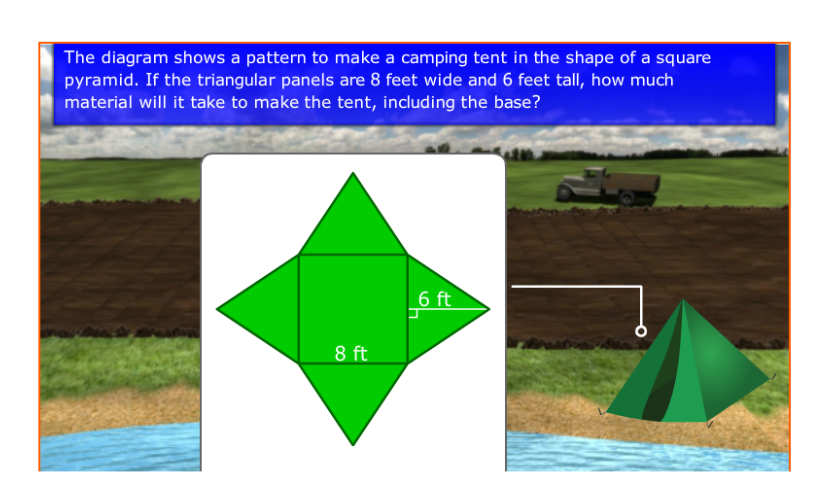 The diagram shows a pattern to make a camping tent in the shape of a square
pyramid. If the triangular panels are 8 feet wide and 6 feet tall, how much
material will it take to make the tent, including the base?
6 ft
8 ft